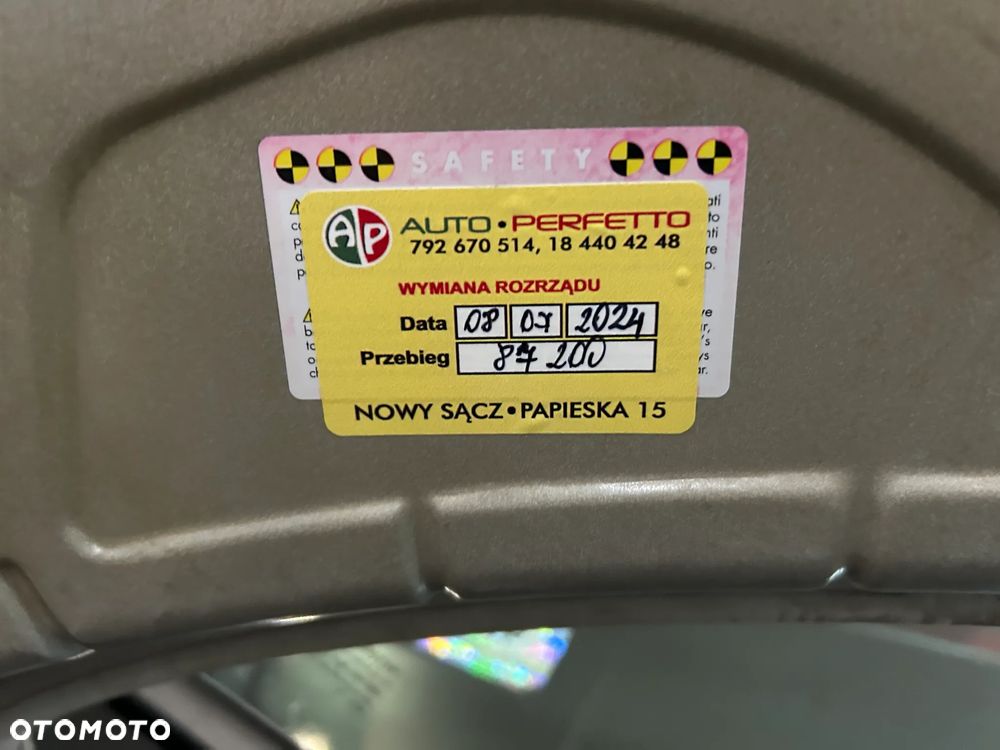 SAFETY
AP AUTO•PERFETTO
792 670 514, 18 440 42 48
WYMIANA ROZRZĄDU
Data 08 07 2024
Przebieg 87 200
NOWY SĄCZ•PAPIESKA 15
OTOMOTO